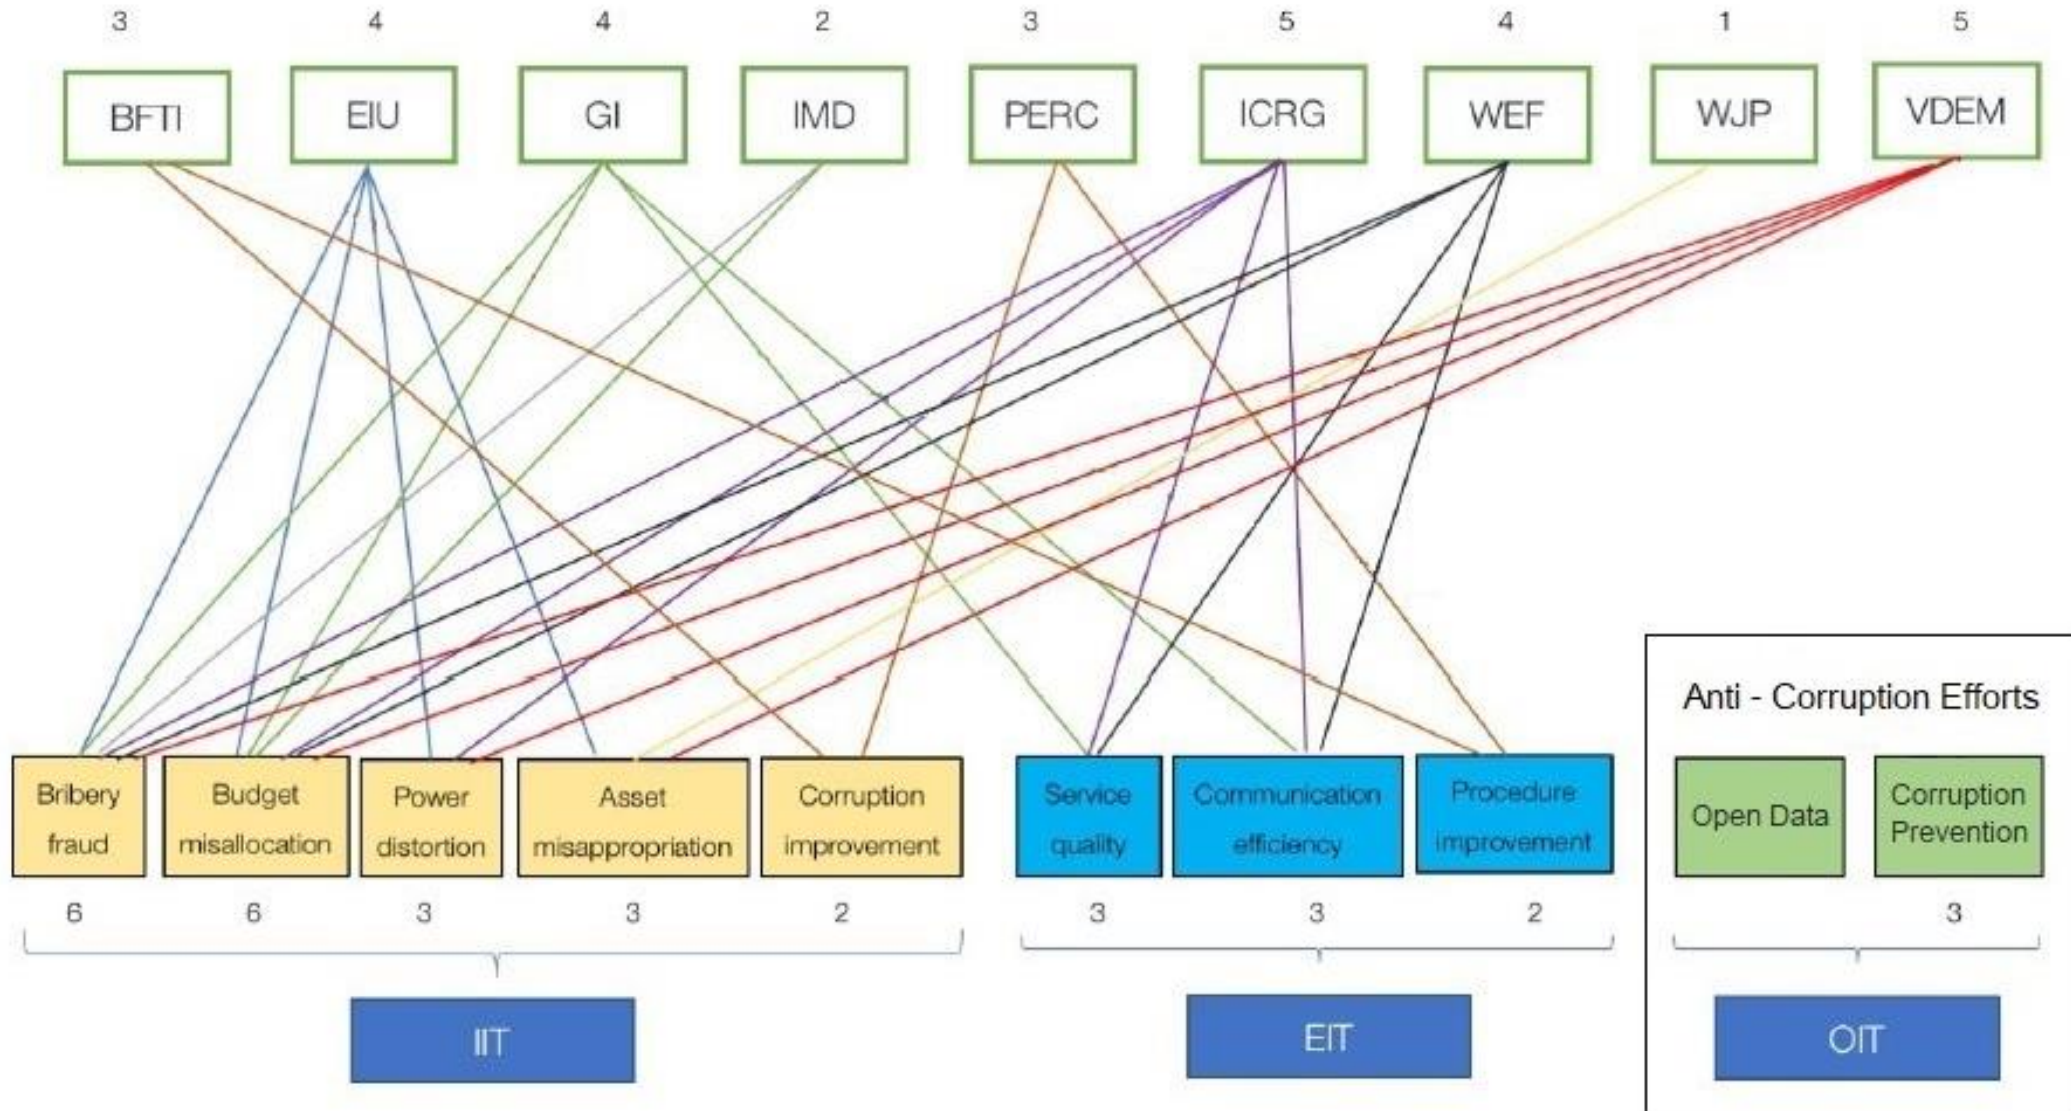 3 4 4 2 3 5 4 1 5
BFTI EIU GI IMD PERC ICRG WEF WJP VDEM
Anti - Corruption Efforts
Bribery
fraud
Budget
misallocation
Power
distortion
Asset
misappropriation
Corruption
improvement
Service
quality
Communication
efficiency
Procedure
improvement
Open Data
Corruption
Prevention
6 6 3 3 2 3 3 2 3
IIT EIT OIT